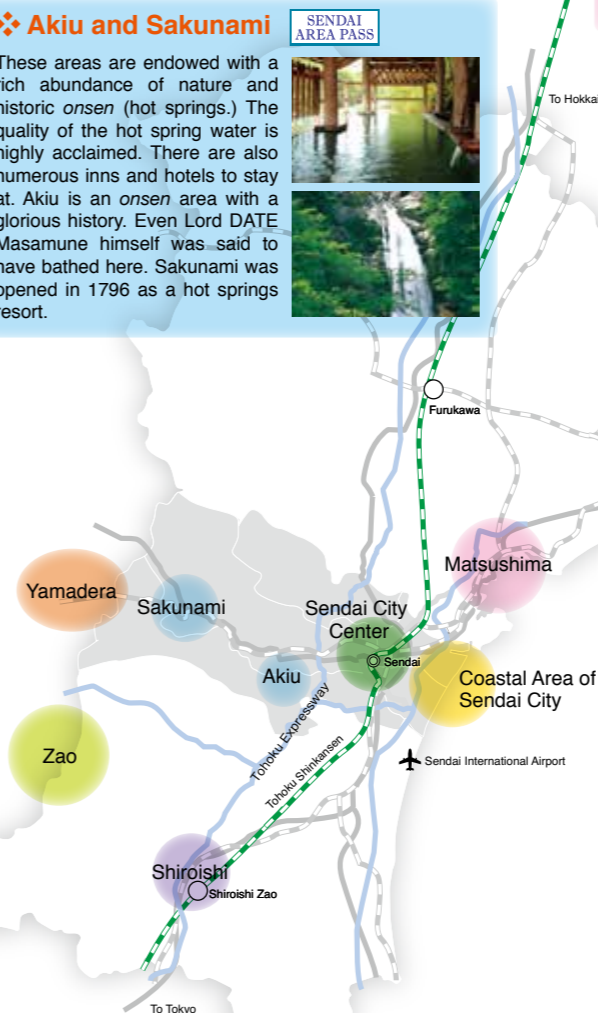 ❖ Akiu and Sakunami
SENDAI
AREA PASS
These areas are endowed with a
rich abundance of nature and
historic onsen (hot springs.) The
quality of the hot spring water is
highly acclaimed. There are also
numerous inns and hotels to stay
at. Akiu is an onsen area with a
glorious history. Even Lord DATE
Masamune himself was said to
have bathed here. Sakunami was
opened in 1796 as a hot springs
resort.
To Hokkai
Furukawa
Matsushima
Yamadera
Sakunami
Sendai City
Center
Sendai
Akiu
Coastal Area of
Sendai City
Tohoku Expressway
Zao
Sendai International Airport
Tohoku Shinkansen
Shiroishi
Shiroishi Zao
To Tokyo